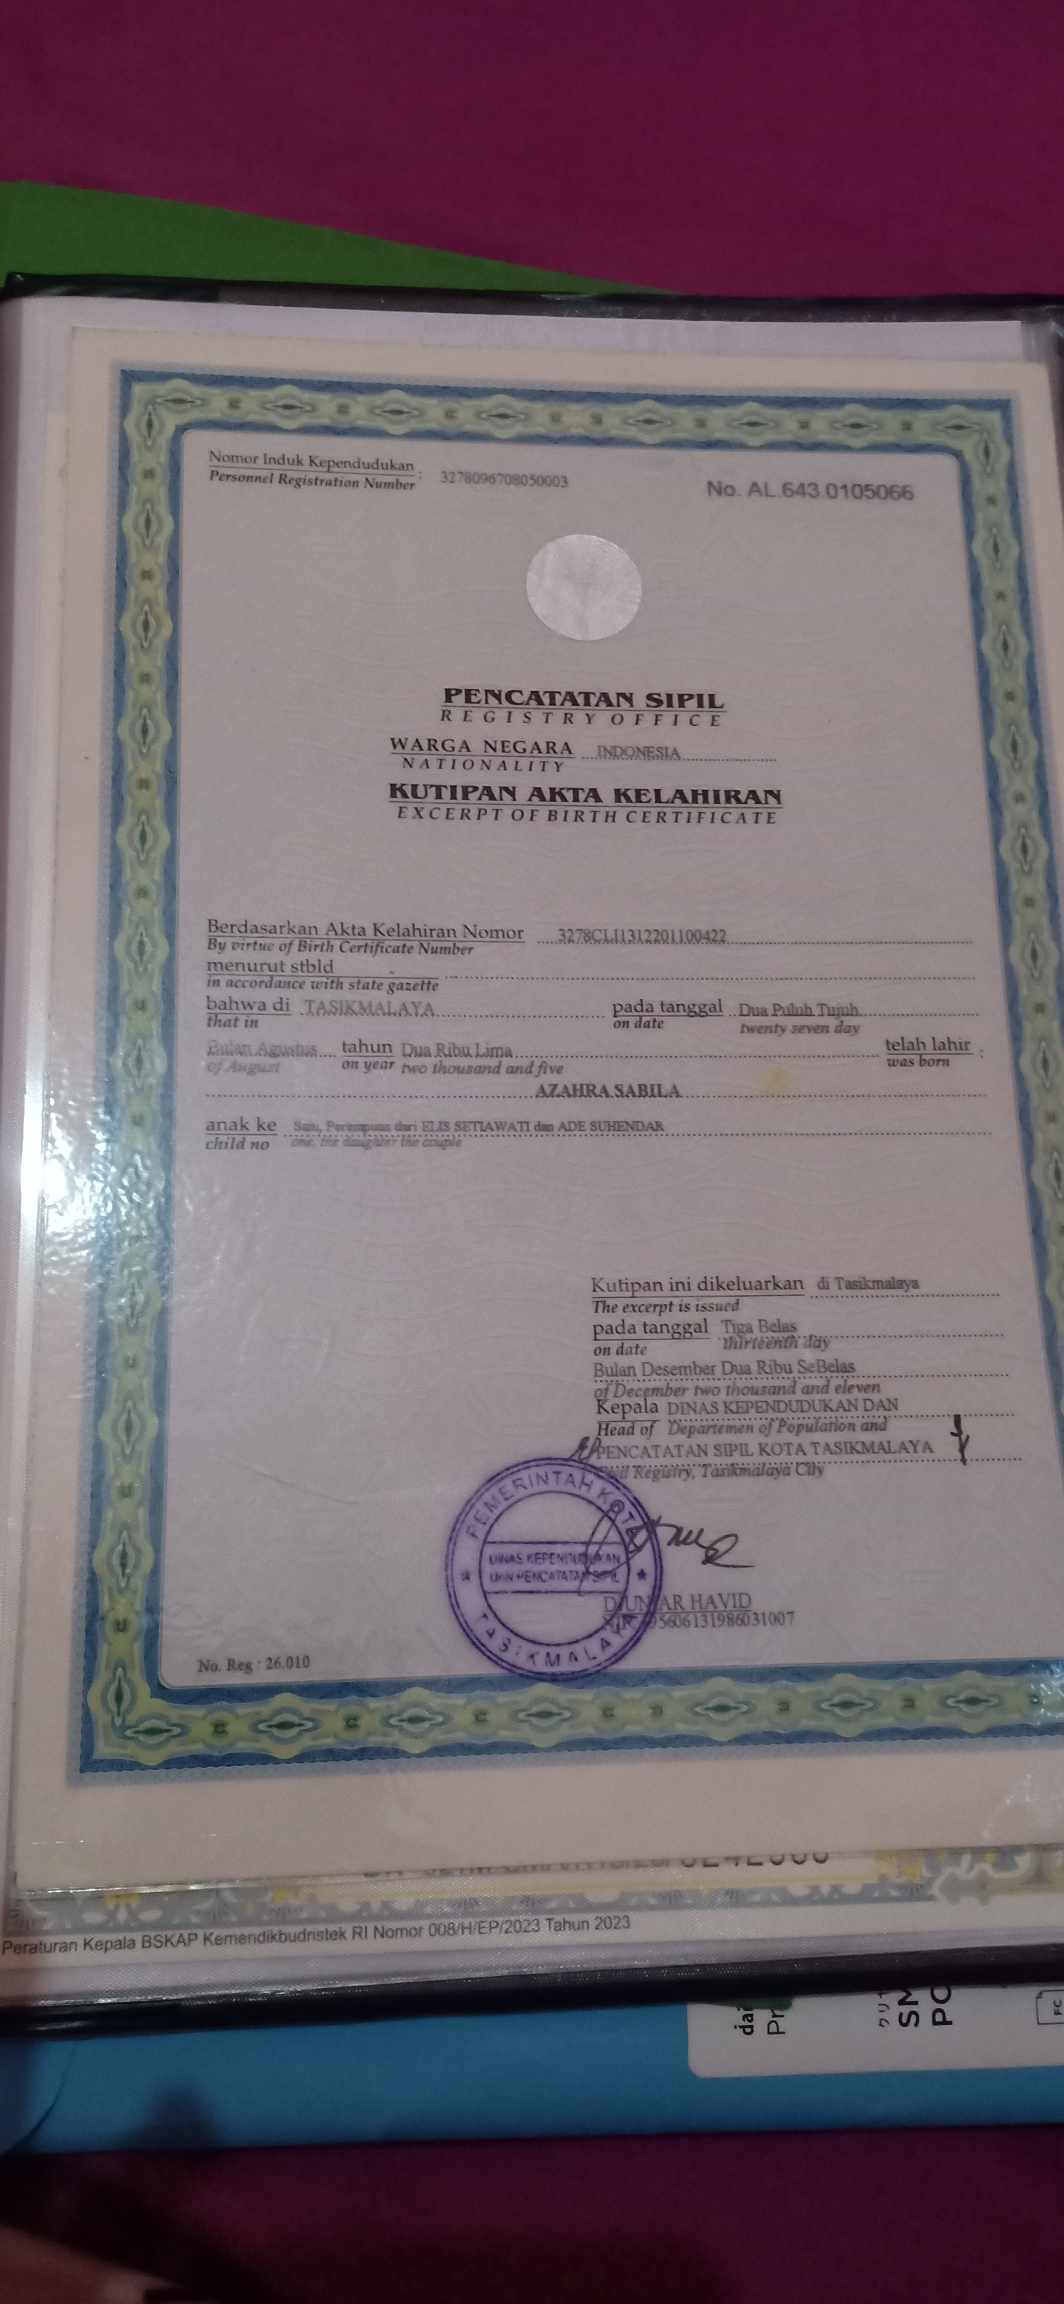 Nomor Induk Kependudukan : 3278096708050003
Personnel Registration Number
No. AL.643.0105066
PENCATATAN SIPIL
REGISTRY OFFICE
WARGA NEGARA INDONESIA
NATIONALITY
KUTIPAN AKTA KELAHIRAN
EXCERPT OF BIRTH CERTIFICATE
Berdasarkan Akta Kelahiran Nomor 3278CLI1312201100422
By virtue of Birth Certificate Number
menurut stbld -
in accordance with state gazette
bahwa di TASIKMALAYA pada tanggal Dua Puluh Tujuh
that in on date twenty seven day
Bulan Agustus tahun Dua Ribu Lima telah lahir :
of August on year two thousand and five was born
AZAHRA SABILA
anak ke Satu, Perempuan dari ELIS SETIAWATI dan ADE SUHENDAR
child no one, the daughter the couple
Kutipan ini dikeluarkan di Tasikmalaya
The excerpt is issued
pada tanggal Tiga Belas
on date thirteenth day
Bulan Desember Dua Ribu SeBelas
of December two thousand and eleven
Kepala DINAS KEPENDUDUKAN DAN
Head of Departemen of Population and
PENCATATAN SIPIL KOTA TASIKMALAYA
Civil Registry, Tasikmalaya City
PEMERINTAH KOTA
DINAS KEPENDUDUKAN
DAN PENCATATAN SIPIL
TASIKMALAYA
HAVID
5606131986031007
No. Reg : 26.010
Peraturan Kepala BSKAP Kemendikbudristek RI Nomor 008/H/EP/2023 Tahun 2023